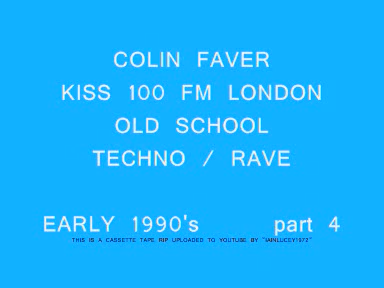 COLIN FAVER
KISS 100 FM LONDON
OLD SCHOOL
TECHNO / RAVE
EARLY 1990's part 4
THIS IS A CASSETTE TAPE RIP UPLOADED TO YOUTUBE BY "IAINLUCEY1972"